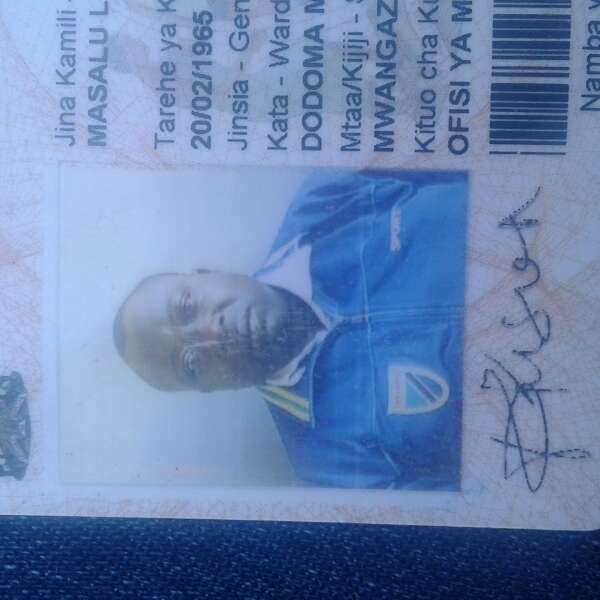 Jina Kamili -
MASALU L
Tarehe ya K
20/02/1965
Jinsia - Gen
Kata - Ward
DODOMA M
Mtaa/Kijiji - S
MWANGAZ
Kituo cha Ku
OFISI YA M
Namba y